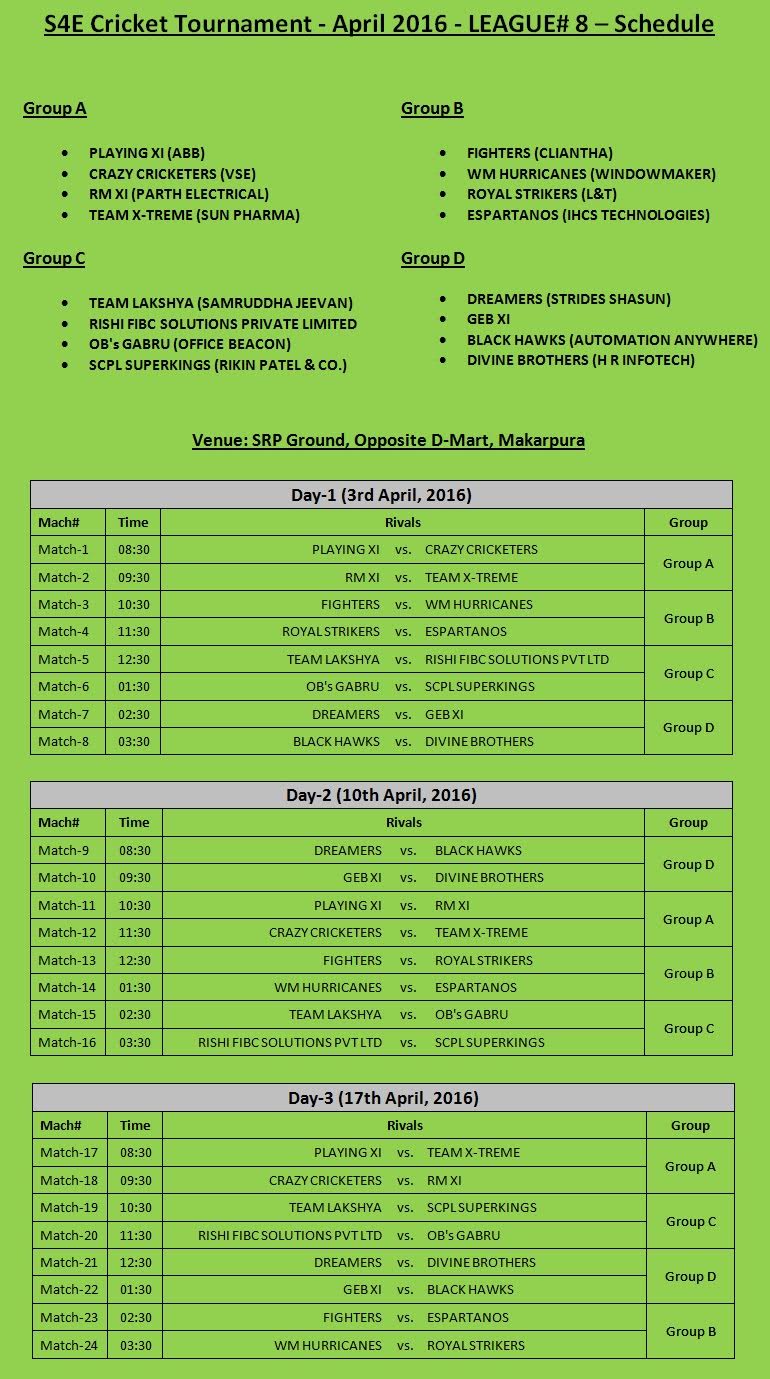 S4E Cricket Tournament - April 2016 - LEAGUE# 8 – Schedule
Group A
• PLAYING XI (ABB)
• CRAZY CRICKETERS (VSE)
• RM XI (PARTH ELECTRICAL)
• TEAM X-TREME (SUN PHARMA)
Group B
• FIGHTERS (CLIANTHA)
• WM HURRICANES (WINDOWMAKER)
• ROYAL STRIKERS (L&T)
• ESPARTANOS (IHCS TECHNOLOGIES)
Group C
• TEAM LAKSHYA (SAMRUDDHA JEEVAN)
• RISHI FIBC SOLUTIONS PRIVATE LIMITED
• OB's GABRU (OFFICE BEACON)
• SCPL SUPERKINGS (RIKIN PATEL & CO.)
Group D
• DREAMERS (STRIDES SHASUN)
• GEB XI
• BLACK HAWKS (AUTOMATION ANYWHERE)
• DIVINE BROTHERS (H R INFOTECH)
Venue: SRP Ground, Opposite D-Mart, Makarpura
Day-1 (3rd April, 2016)
Mach# Time Rivals Group
Match-1 08:30 PLAYING XI vs. CRAZY CRICKETERS
Group A
Match-2 09:30 RM XI vs. TEAM X-TREME
Match-3 10:30 FIGHTERS vs. WM HURRICANES
Group B
Match-4 11:30 ROYAL STRIKERS vs. ESPARTANOS
Match-5 12:30 TEAM LAKSHYA vs. RISHI FIBC SOLUTIONS PVT LTD
Group C
Match-6 01:30 OB's GABRU vs. SCPL SUPERKINGS
Match-7 02:30 DREAMERS vs. GEB XI
Group D
Match-8 03:30 BLACK HAWKS vs. DIVINE BROTHERS
Day-2 (10th April, 2016)
Mach# Time Rivals Group
Match-9 08:30 DREAMERS vs. BLACK HAWKS
Group D
Match-10 09:30 GEB XI vs. DIVINE BROTHERS
Match-11 10:30 PLAYING XI vs. RM XI
Group A
Match-12 11:30 CRAZY CRICKETERS vs. TEAM X-TREME
Match-13 12:30 FIGHTERS vs. ROYAL STRIKERS
Group B
Match-14 01:30 WM HURRICANES vs. ESPARTANOS
Match-15 02:30 TEAM LAKSHYA vs. OB's GABRU
Group C
Match-16 03:30 RISHI FIBC SOLUTIONS PVT LTD vs. SCPL SUPERKINGS
Day-3 (17th April, 2016)
Mach# Time Rivals Group
Match-17 08:30 PLAYING XI vs. TEAM X-TREME
Group A
Match-18 09:30 CRAZY CRICKETERS vs. RM XI
Match-19 10:30 TEAM LAKSHYA vs. SCPL SUPERKINGS
Group C
Match-20 11:30 RISHI FIBC SOLUTIONS PVT LTD vs. OB's GABRU
Match-21 12:30 DREAMERS vs. DIVINE BROTHERS
Group D
Match-22 01:30 GEB XI vs. BLACK HAWKS
Match-23 02:30 FIGHTERS vs. ESPARTANOS
Group B
Match-24 03:30 WM HURRICANES vs. ROYAL STRIKERS